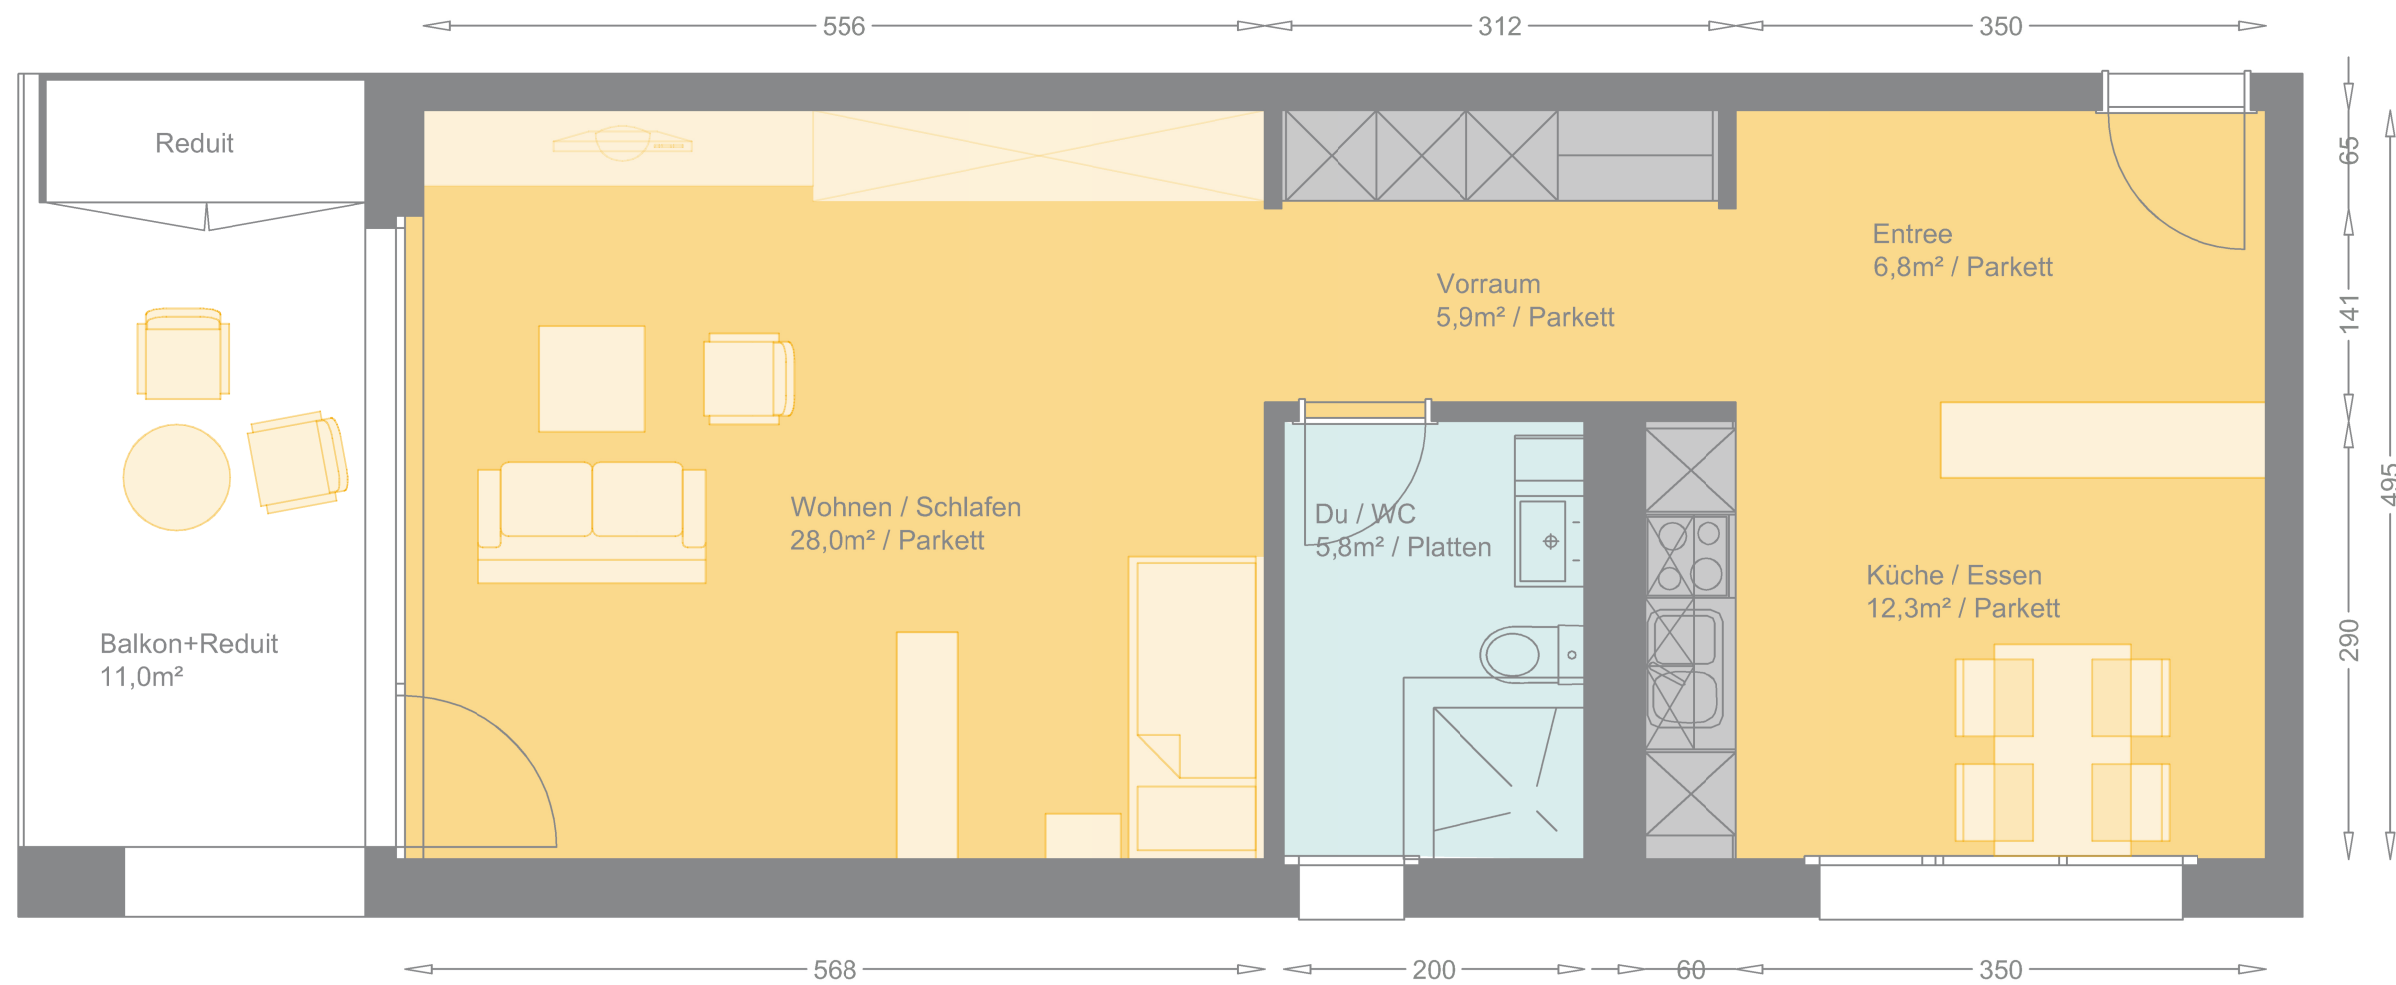 556
312
350
Reduit
65
Entree
6,8m² / Parkett
Vorraum
5,9m² / Parkett
141
495
Wohnen / Schlafen
28,0m² / Parkett
Du / WC
5,8m² / Platten
Küche / Essen
12,3m² / Parkett
290
Balkon+Reduit
11,0m²
568
200
60
350